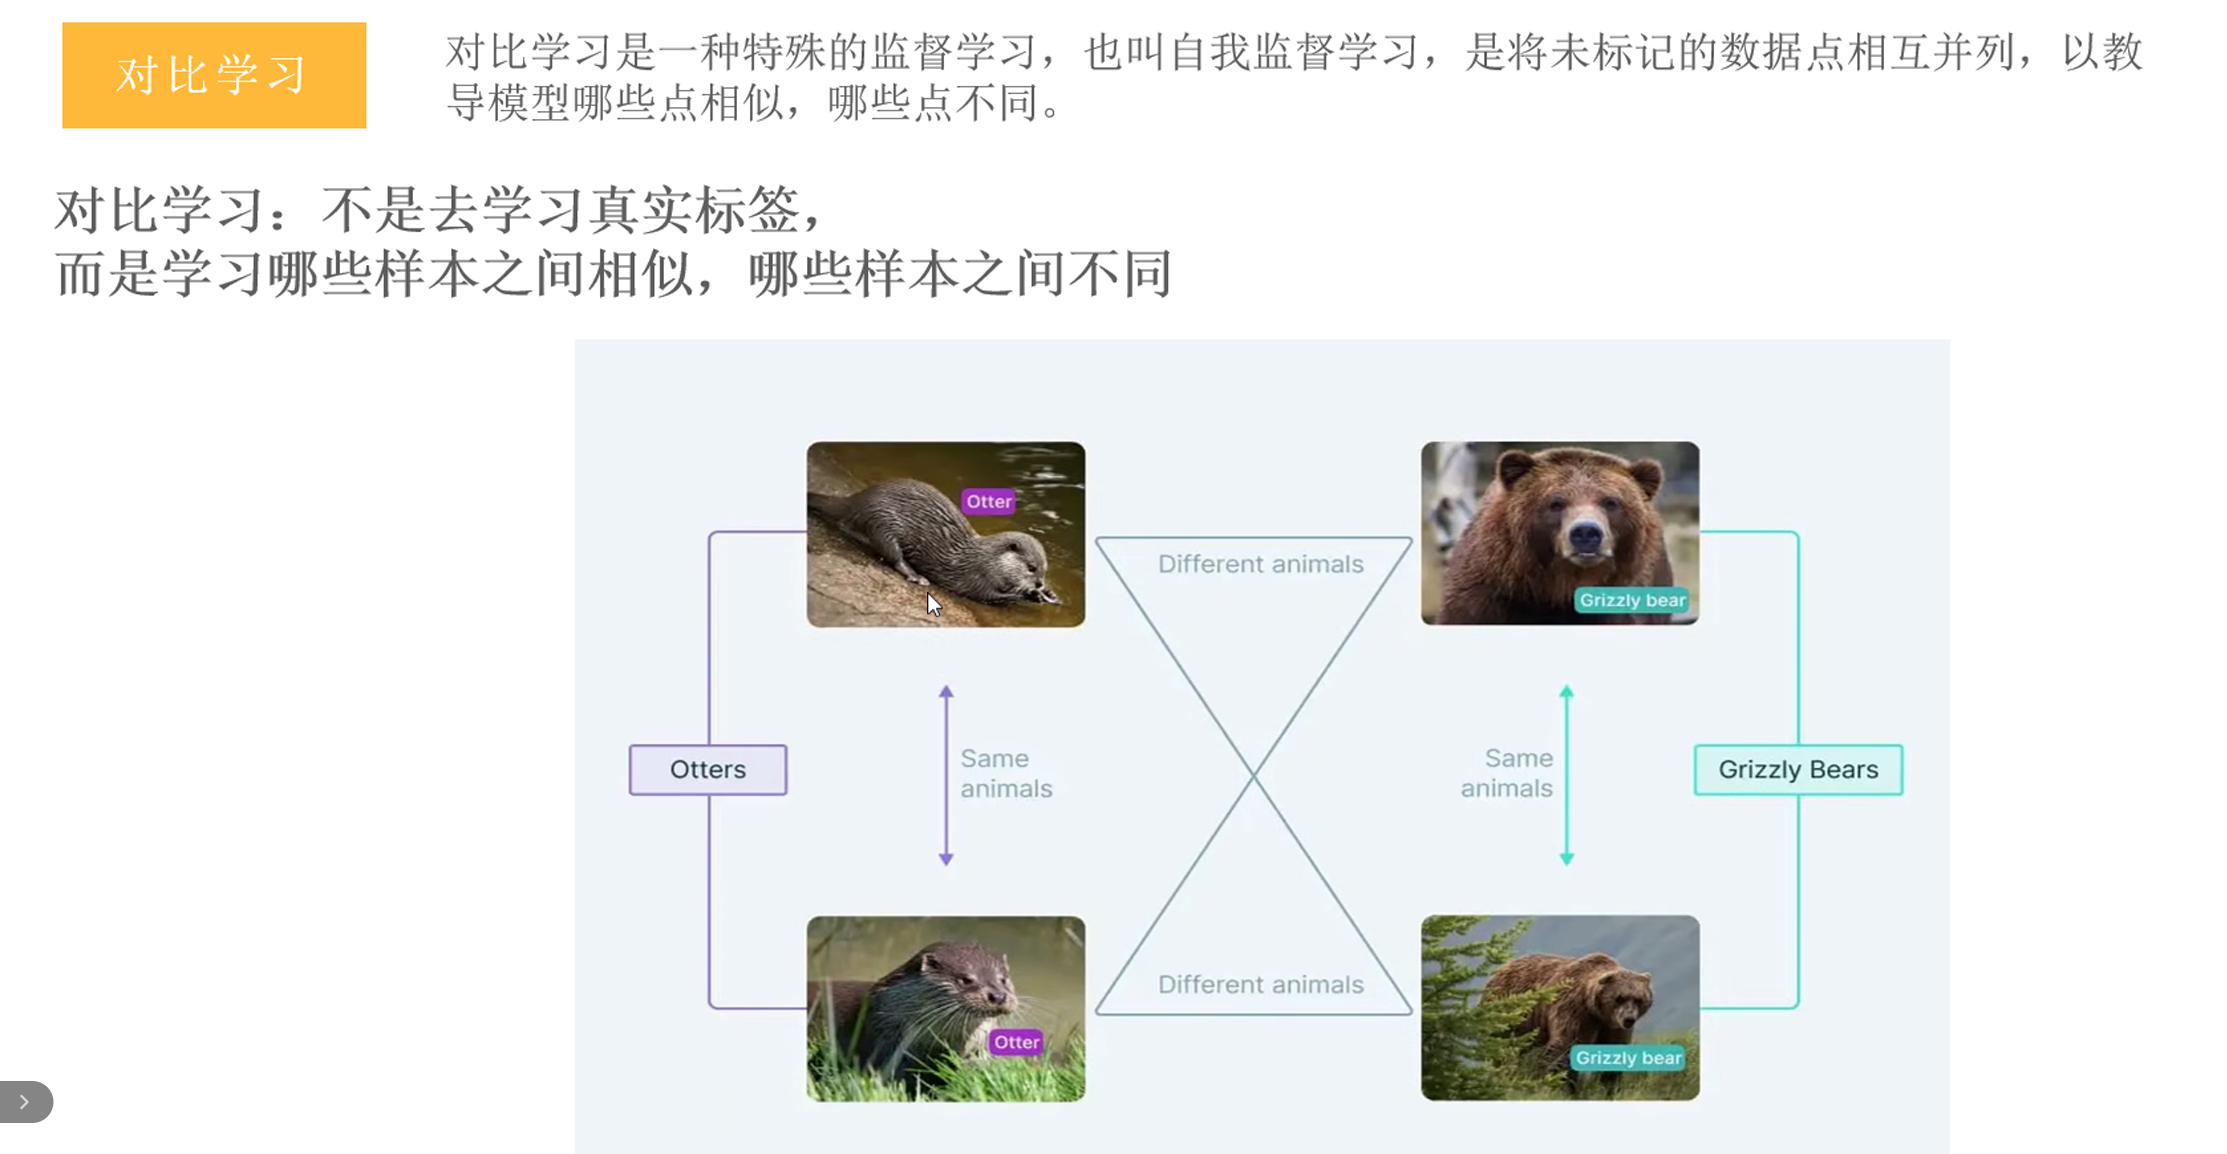 对比学习
对比学习是一种特殊的监督学习，也叫自我监督学习，是将未标记的数据点相互并列，以教
导模型哪些点相似，哪些点不同。
对比学习：不是去学习真实标签，
而是学习哪些样本之间相似，哪些样本之间不同
Otter
Different animals
Grizzly bear
Otters
Same
animals
Same
animals
Grizzly Bears
Different animals
Otter
Grizzly bear